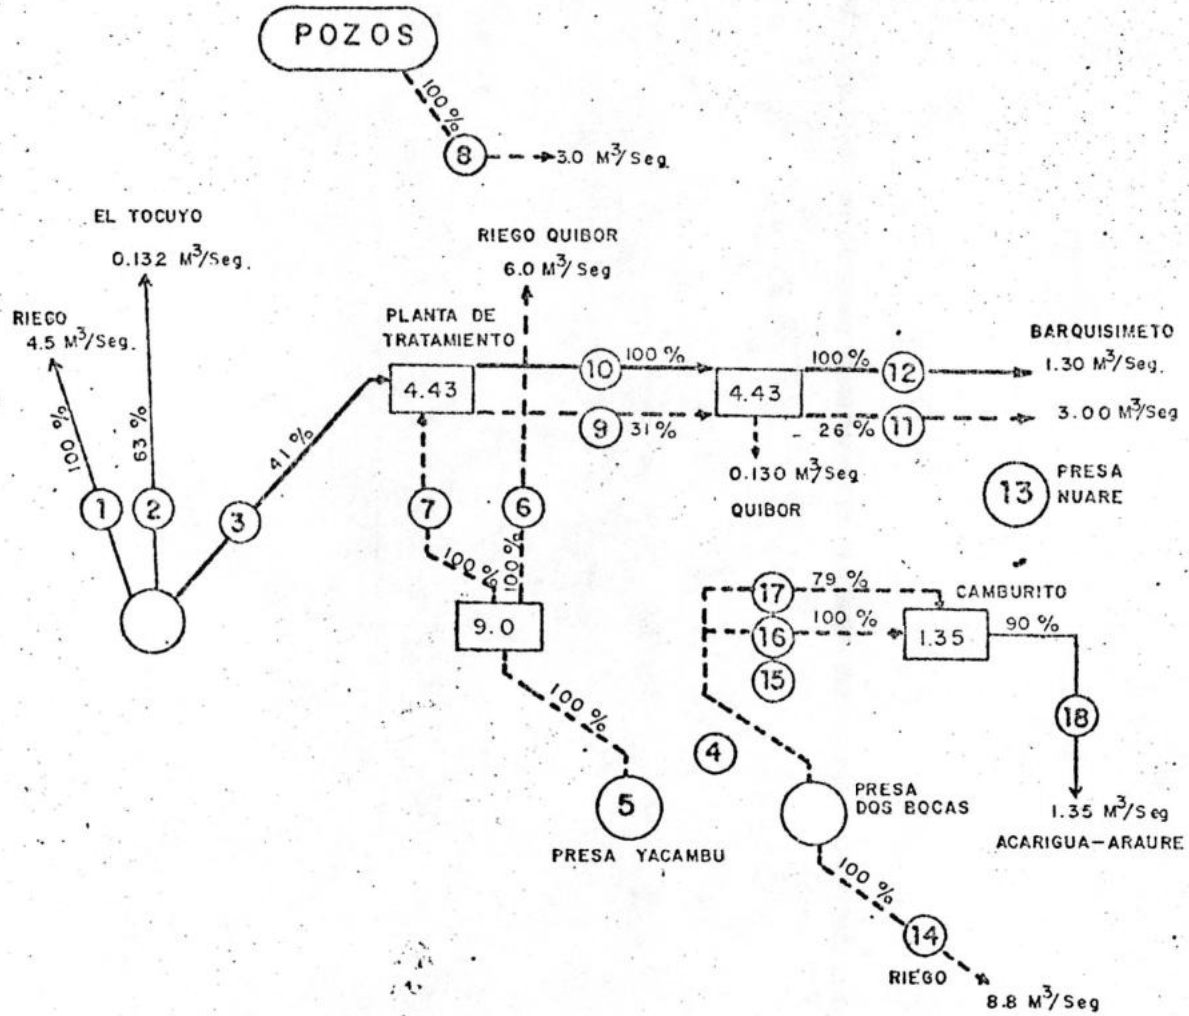 POZOS
100 %
8
3.0 M³/Seg.
EL TOCUYO
0.132 M³/Seg.
RIEGO
4.5 M³/Seg.
100 %
63 %
41 %
1
2
3
RIEGO QUIBOR
6.0 M³/Seg
PLANTA DE
TRATAMIENTO
4.43
10
100 %
9
31 %
4.43
100 %
12
26 %
11
BARQUISIMETO
1.30 M³/Seg.
3.00 M³/Seg
0.130 M³/Seg
QUIBOR
7
6
100 %
100 %
9.0
100 %
5
PRESA YACAMBU
13
PRESA
NUARE
17
79 %
16
100 %
15
CAMBURITO
1.35
90 %
18
1.35 M³/Seg
ACARIGUA-ARAURE
4
PRESA
DOS BOCAS
100 %
14
RIEGO
8.8 M³/Seg